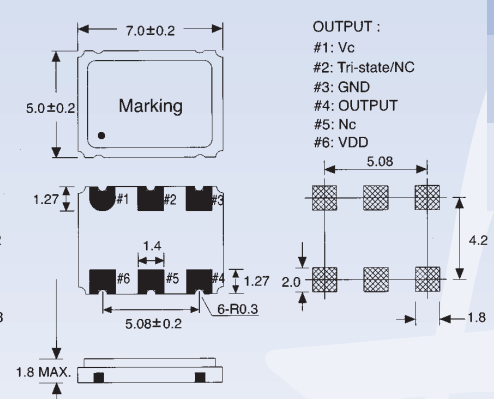 7.0±0.2
OUTPUT :
#1: Vc
#2: Tri-state/NC
#3: GND
#4: OUTPUT
#5: Nc
#6: VDD
5.0±0.2
Marking
5.08
1.27
#1
#2
#3
4.2
1.4
#6
#5
#4
1.27
2.0
5.08±0.2
6-R0.3
1.8
1.8 MAX.